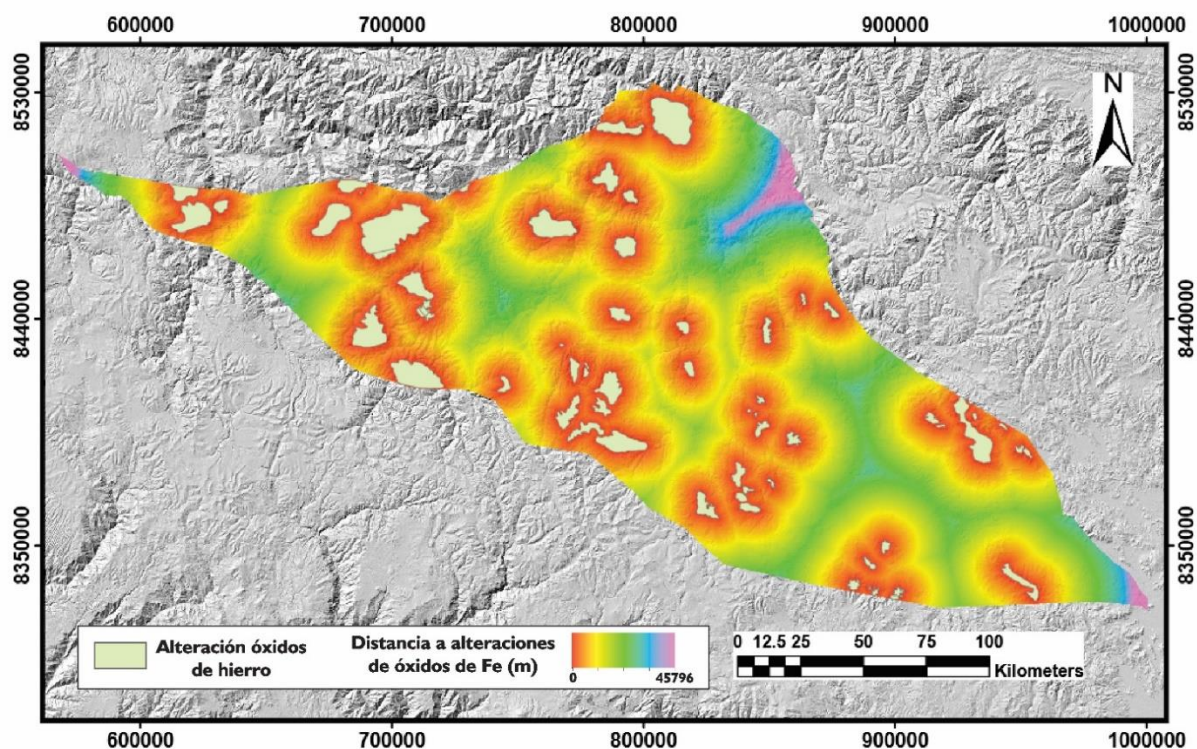 600000 700000 800000 900000 1000000
8530000 8530000
N
8440000 8440000
8350000 8350000
Alteración óxidos
de hierro
Distancia a alteraciones
de óxidos de Fe (m)
0 45796
0 12.5 25 50 75 100
Kilometers
600000 700000 800000 900000 1000000